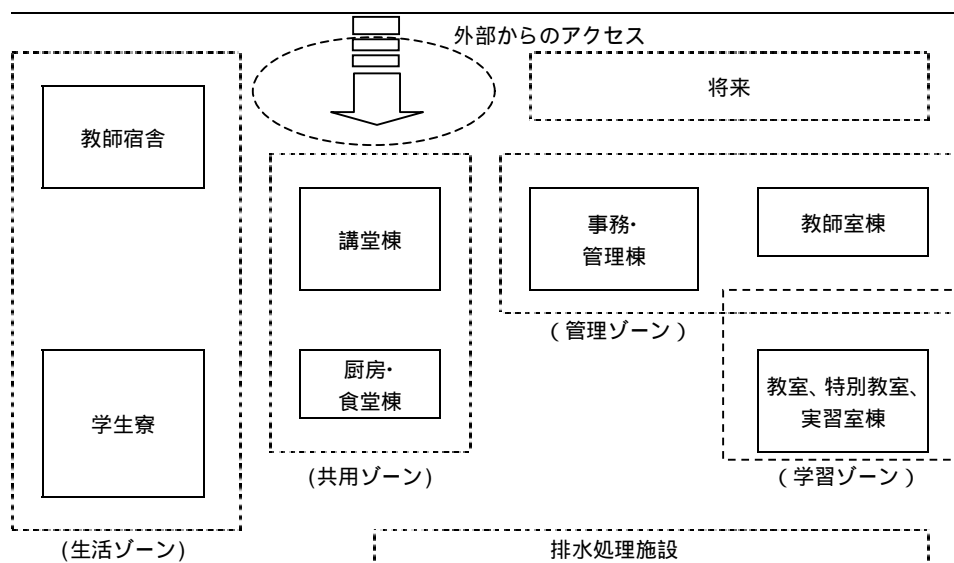 外部からのアクセス
将来
教師宿舎
講堂棟
事務・
管理棟
教師室棟
(管理ゾーン)
厨房・
食堂棟
教室、特別教室、
実習室棟
学生寮
(共用ゾーン)
(学習ゾーン)
(生活ゾーン)
排水処理施設